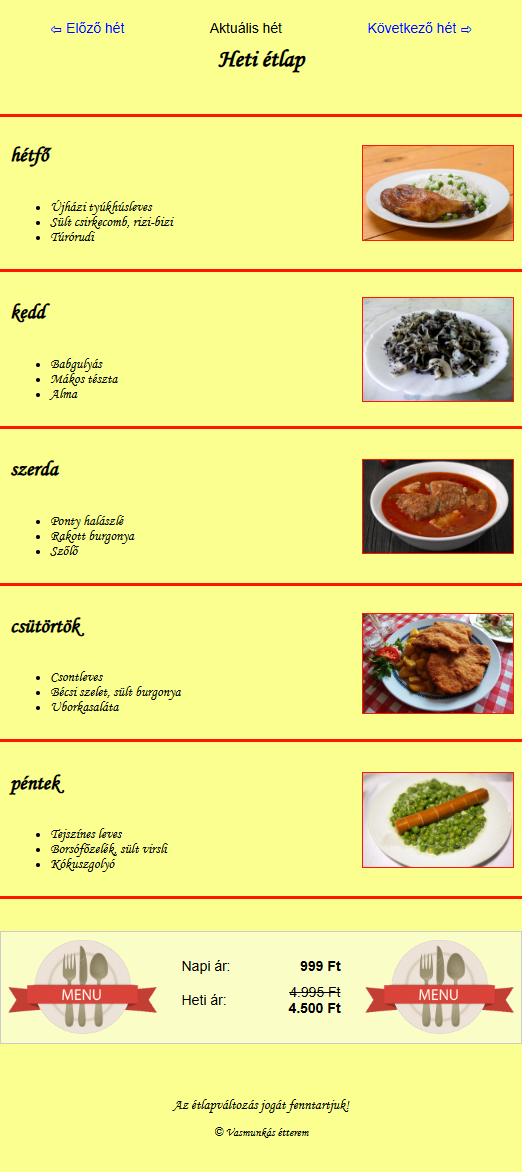 ⇦ Előző hét Aktuális hét Következő hét ⇨
Heti étlap
hétfő
Újházi tyúkhúsleves
Sült csirkecomb, rizi-bizi
Túrórudi
kedd
Babgulyás
Mákos tészta
Alma
szerda
Ponty halászlé
Rakott burgonya
Szőlő
csütörtök
Csontleves
Bécsi szelet, sült burgonya
Uborkasaláta
péntek
Tejszínes leves
Borsófőzelék, sült virsli
Kókuszgolyó
MENU
Napi ár: 999 Ft
Heti ár: 4.995 Ft
4.500 Ft
MENU
Az étlapváltozás jogát fenntartjuk!
© Vasmunkás étterem